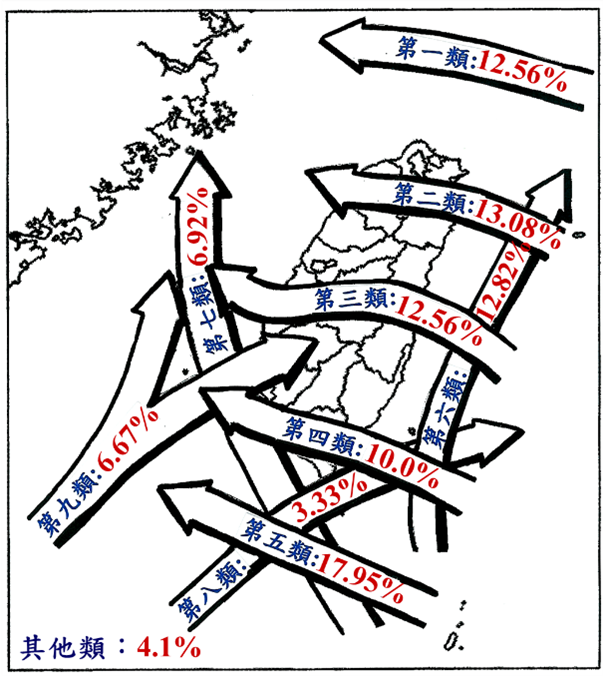 第一類:12.56%
第二類:13.08%
12.82%
6.92%
第七類:
第三類:12.56%
第六類:
第四類:10.0%
6.67%
第九類:
3.33%
第五類:17.95%
第八類:
其他類：4.1%